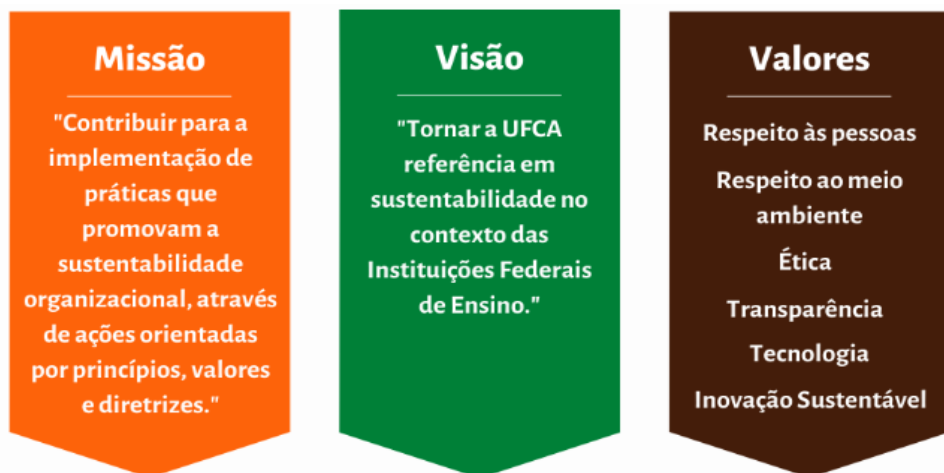 Missão
"Contribuir para a
implementação de
práticas que
promovam a
sustentabilidade
organizacional, através
de ações orientadas
por princípios, valores
e diretrizes."
Visão
"Tornar a UFCA
referência em
sustentabilidade no
contexto das
Instituições Federais
de Ensino."
Valores
Respeito às pessoas
Respeito ao meio
ambiente
Ética
Transparência
Tecnologia
Inovação Sustentável